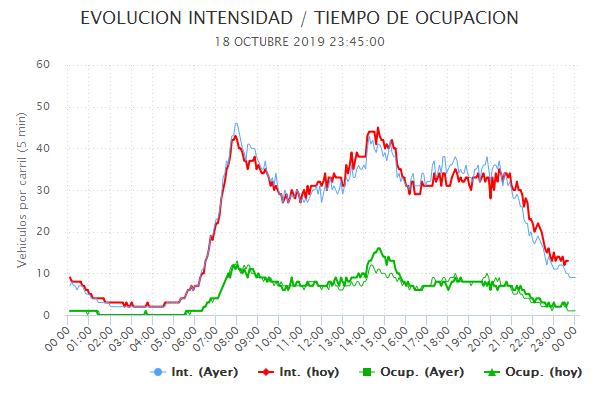 EVOLUCION INTENSIDAD / TIEMPO DE OCUPACION
18 OCTUBRE 2019 23:45:00
Vehículos por carril (5 min)
60
50
40
30
20
10
0
00:00 01:00 02:00 03:00 04:00 05:00 06:00 07:00 08:00 09:00 10:00 11:00 12:00 13:00 14:00 15:00 16:00 17:00 18:00 19:00 20:00 21:00 22:00 23:00 00:00
Int. (Ayer) Int. (hoy) Ocup. (Ayer) Ocup. (hoy)